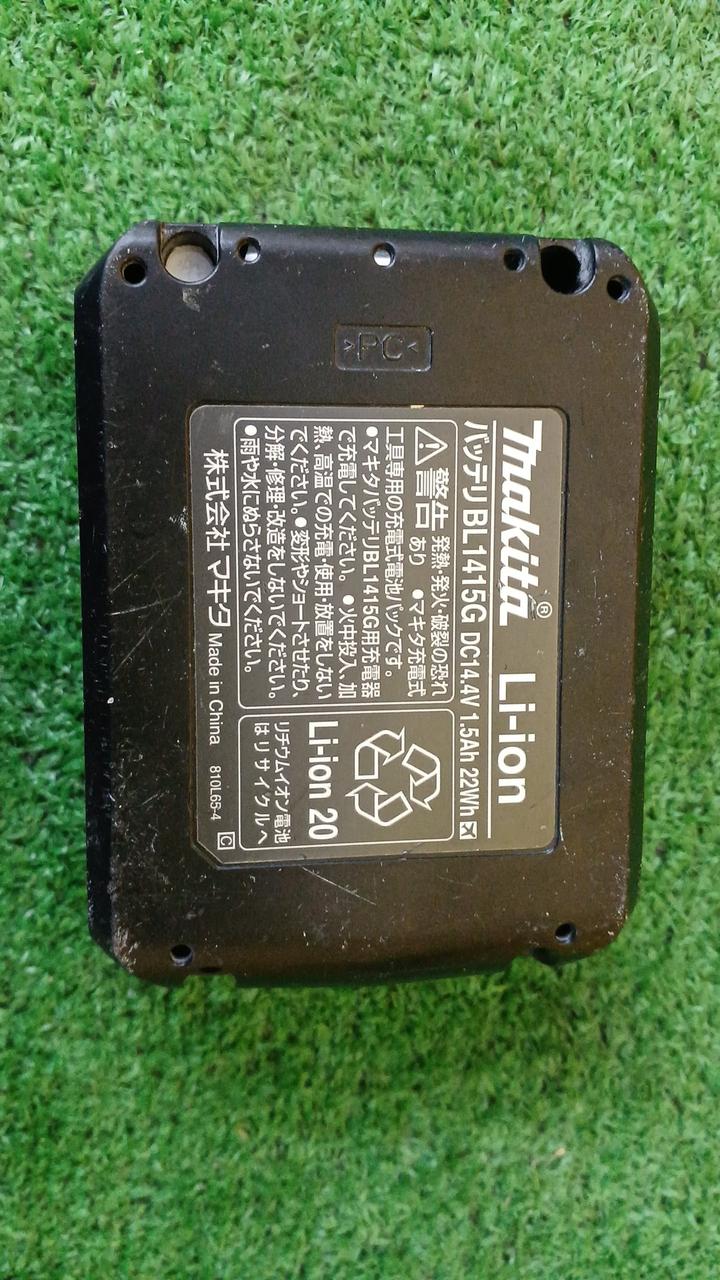 >PC<
makita® Li-ion
バッテリBL1415G DC14.4V 1.5Ah 22Wh
警告 発熱・発火・破裂の恐れ
あり ●マキタ充電式
工具専用の充電式電池パックです。
●マキタバッテリBL1415G用充電器
で充電してください。 ●火中投入、加
熱、高温での充電・使用・放置をしない
でください。●変形やショートさせたり、
分解・修理・改造をしないでください。
●雨や水にぬらさないでください。
Li-ion 20
リチウムイオン電池
はリサイクルへ
株式会社 マキタ Made in China 810L65-4 C